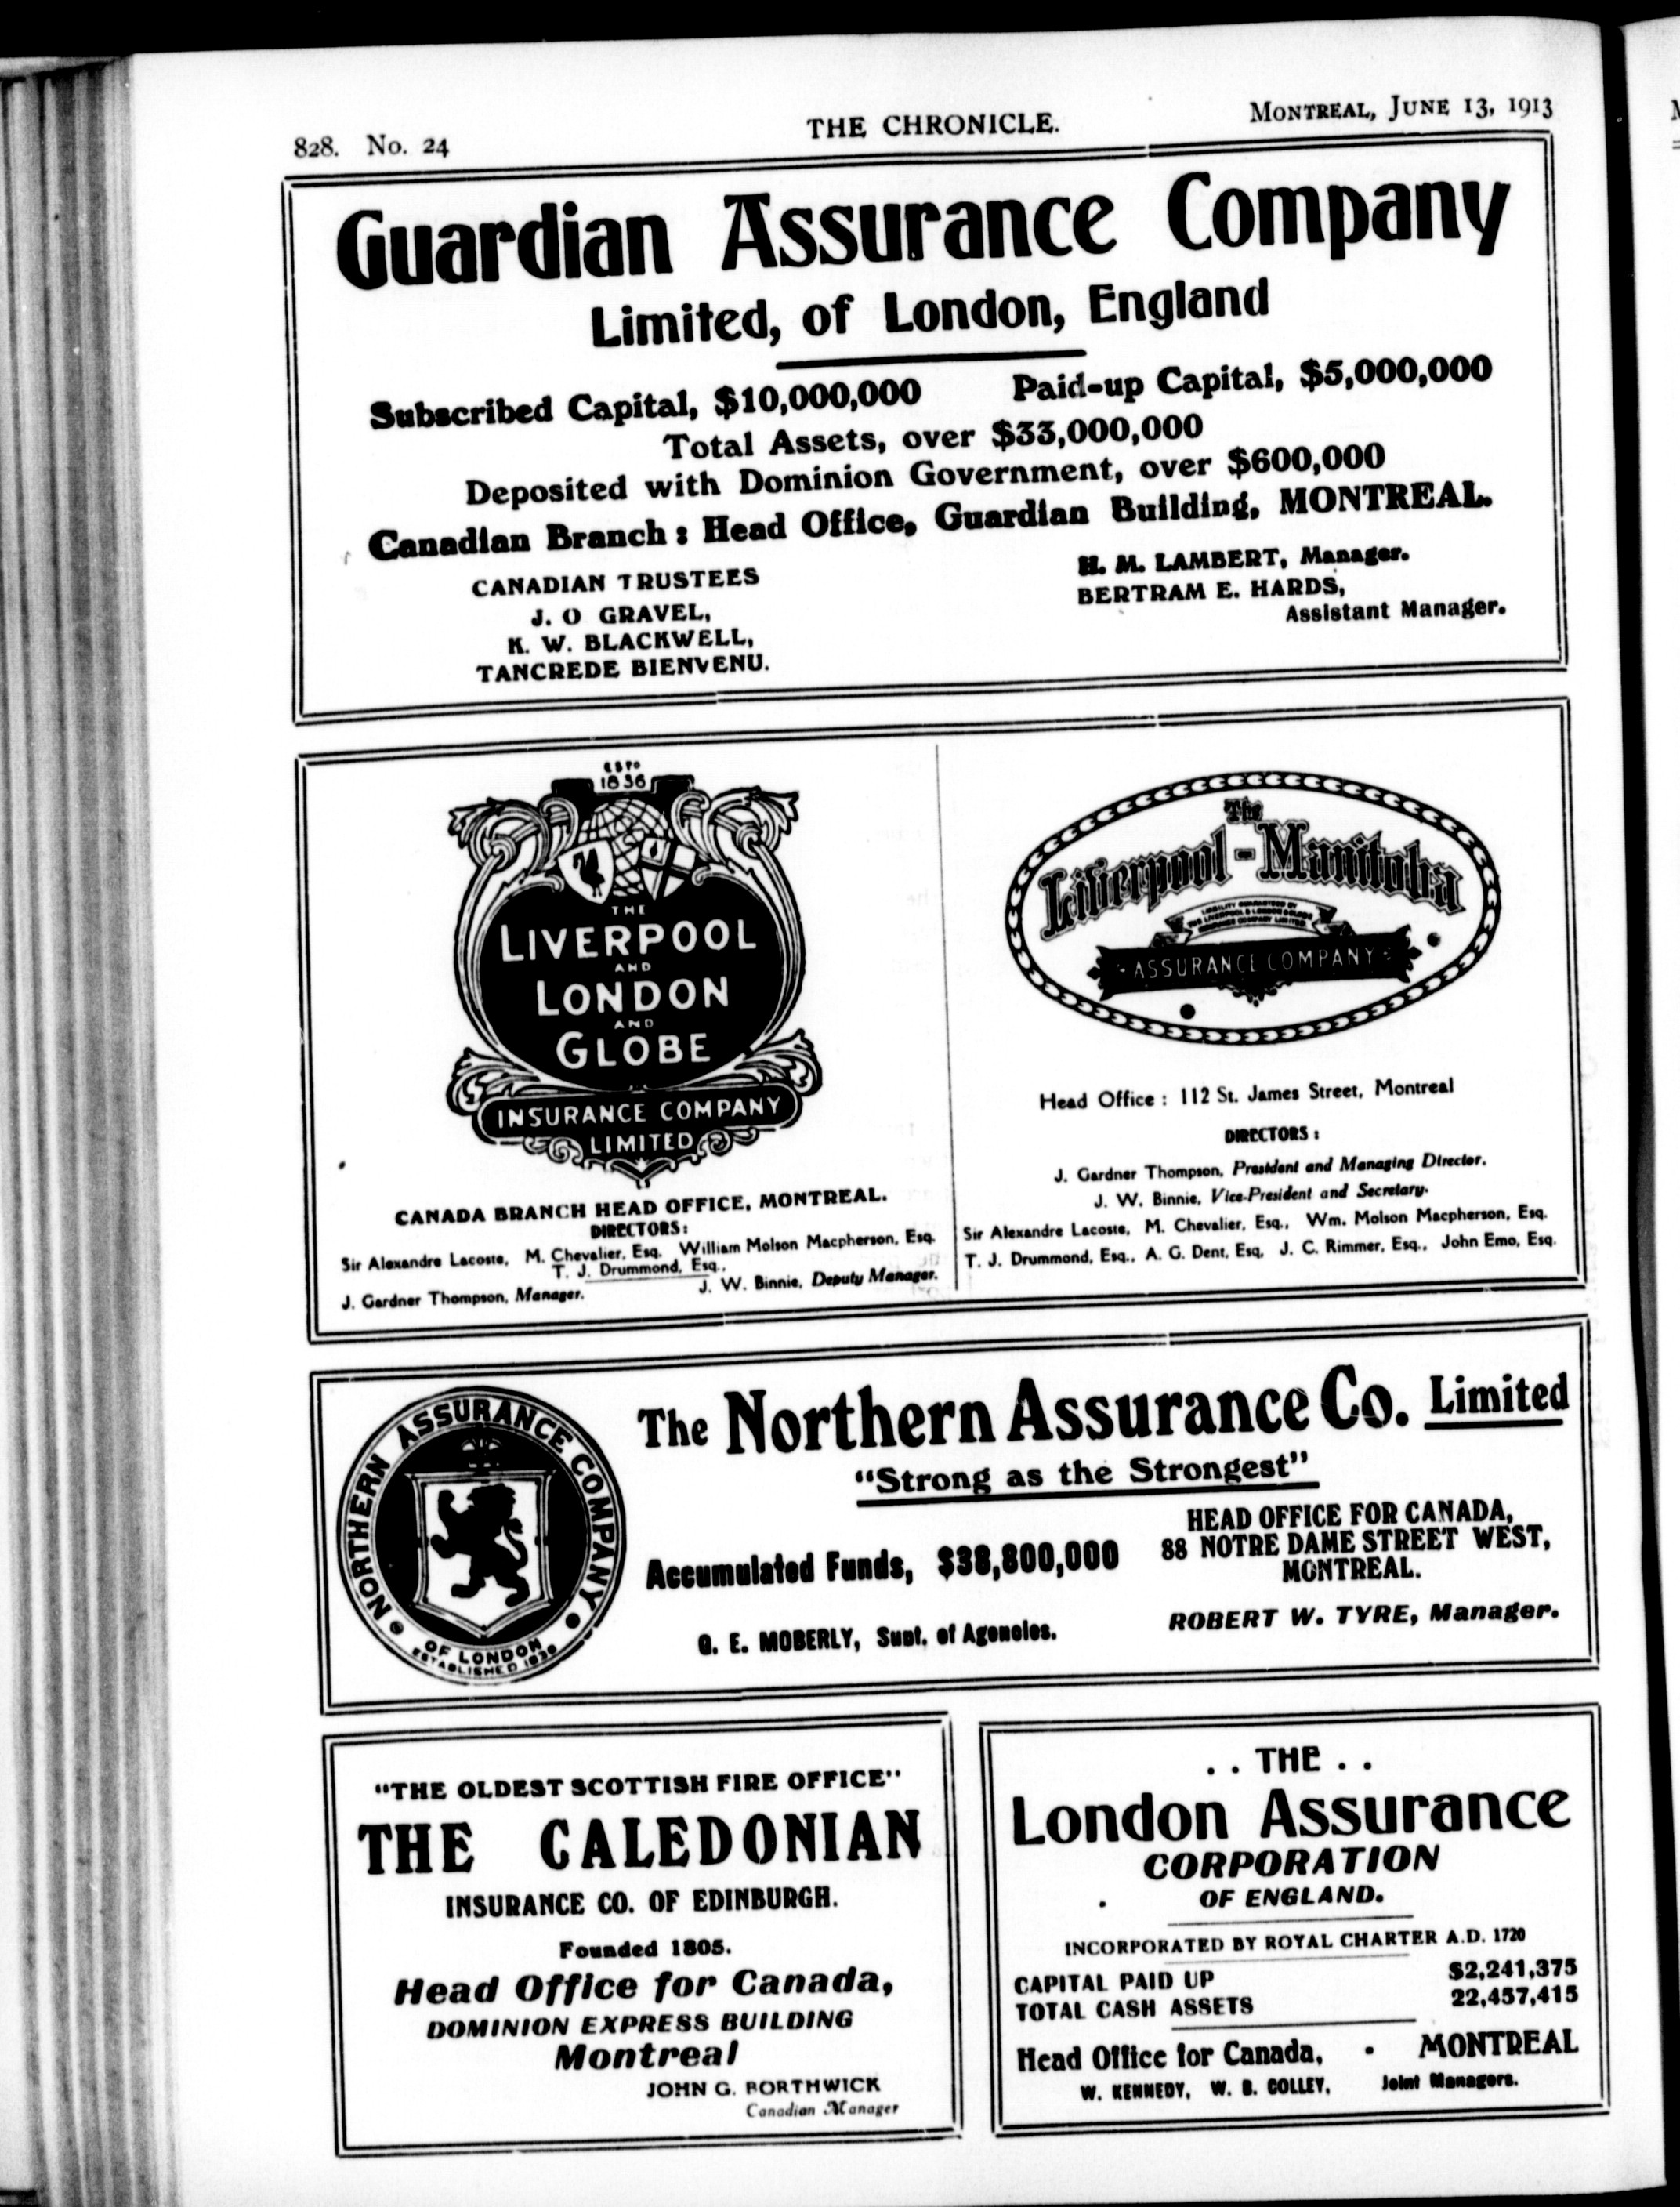 828. No. 24
THE CHRONICLE.
MONTREAL, JUNE 13, 1913
Guardian Assurance Company
Limited, of London, England
Subscribed Capital, $10,000,000 Paid-up Capital, $5,000,000
Total Assets, over $33,000,000
Deposited with Dominion Government, over $600,000
Canadian Branch : Head Office, Guardian Building, MONTREAL.
CANADIAN TRUSTEES
J. O GRAVEL,
K. W. BLACKWELL,
TANCREDE BIENVENU.
H. M. LAMBERT, Manager.
BERTRAM E. HARDS,
Assistant Manager.
ESTD
1836
THE
LIVERPOOL
AND
LONDON
AND
GLOBE
INSURANCE COMPANY
LIMITED
CANADA BRANCH HEAD OFFICE, MONTREAL.
DIRECTORS:
Sir Alexandre Lacoste, M. Chevalier, Esq. William Molson Macpherson, Esq.
T. J. Drummond, Esq.,
J. Gardner Thompson, Manager. J. W. Binnie, Deputy Manager.
The
Liverpool-Manitoba
LIABILITY GUARANTEED BY
THE LIVERPOOL & LONDON & GLOBE
INSURANCE COMPANY LIMITED
ASSURANCE COMPANY
Head Office : 112 St. James Street, Montreal
DIRECTORS :
J. Gardner Thompson, President and Managing Director.
J. W. Binnie, Vice-President and Secretary.
Sir Alexandre Lacoste, M. Chevalier, Esq., Wm. Molson Macpherson, Esq.
T. J. Drummond, Esq., A. G. Dent, Esq, J. C. Rimmer, Esq., John Emo, Esq.
NORTHERN ASSURANCE COMPANY
OF LONDON
ESTABLISHED 1836
The Northern Assurance Co. Limited
"Strong as the Strongest"
Accumulated Funds, $38,800,000
G. E. MOBERLY, Supt. of Agencies.
HEAD OFFICE FOR CANADA,
88 NOTRE DAME STREET WEST,
MONTREAL.
ROBERT W. TYRE, Manager.
"THE OLDEST SCOTTISH FIRE OFFICE"
THE CALEDONIAN
INSURANCE CO. OF EDINBURGH.
Founded 1805.
Head Office for Canada,
DOMINION EXPRESS BUILDING
Montreal
JOHN G. BORTHWICK
Canadian Manager
. . THE . .
London Assurance
CORPORATION
OF ENGLAND.
INCORPORATED BY ROYAL CHARTER A.D. 1720
CAPITAL PAID UP $2,241,375
TOTAL CASH ASSETS 22,457,415
Head Office for Canada, - MONTREAL
W. KENNEDY, W. B. COLLEY, Joint Managers.